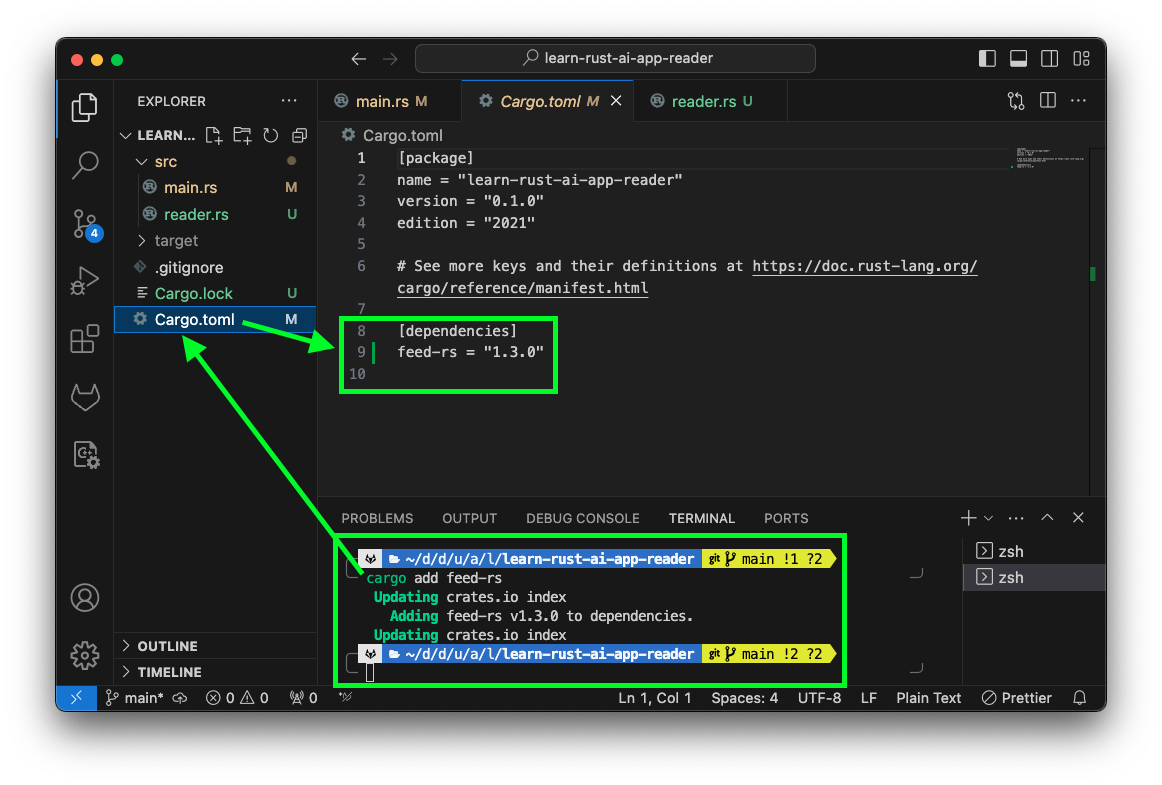 learn-rust-ai-app-reader
EXPLORER
main.rs M
Cargo.toml M
reader.rs U
LEARN...
src
main.rs M
reader.rs U
target
.gitignore
Cargo.lock U
Cargo.toml M
Cargo.toml
1 [package]
2 name = "learn-rust-ai-app-reader"
3 version = "0.1.0"
4 edition = "2021"
5
6 # See more keys and their definitions at https://doc.rust-lang.org/
cargo/reference/manifest.html
7
8 [dependencies]
9 feed-rs = "1.3.0"
10
4
PROBLEMS OUTPUT DEBUG CONSOLE TERMINAL PORTS
~/d/d/u/a/l/learn-rust-ai-app-reader git main !1 ?2
cargo add feed-rs
Updating crates.io index
Adding feed-rs v1.3.0 to dependencies.
Updating crates.io index
~/d/d/u/a/l/learn-rust-ai-app-reader git main !2 ?2
zsh
zsh
OUTLINE
TIMELINE
main* 0 0 0 Ln 1, Col 1 Spaces: 4 UTF-8 LF Plain Text Prettier